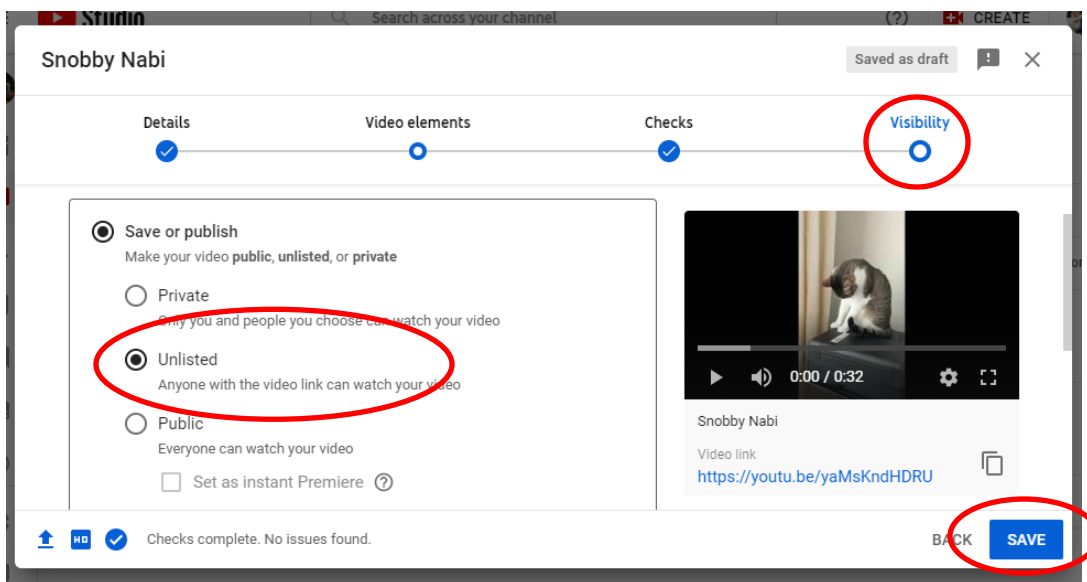 Studio
Search across your channel
CREATE
Snobby Nabi
Saved as draft
Details
Video elements
Checks
Visibility
Save or publish
Make your video public, unlisted, or private
Private
Only you and people you choose can watch your video
Unlisted
Anyone with the video link can watch your video
Public
Everyone can watch your video
Set as instant Premiere ?
0:00 / 0:32
Snobby Nabi
Video link
https://youtu.be/yaMsKndHDRU
HD
Checks complete. No issues found.
BACK
SAVE